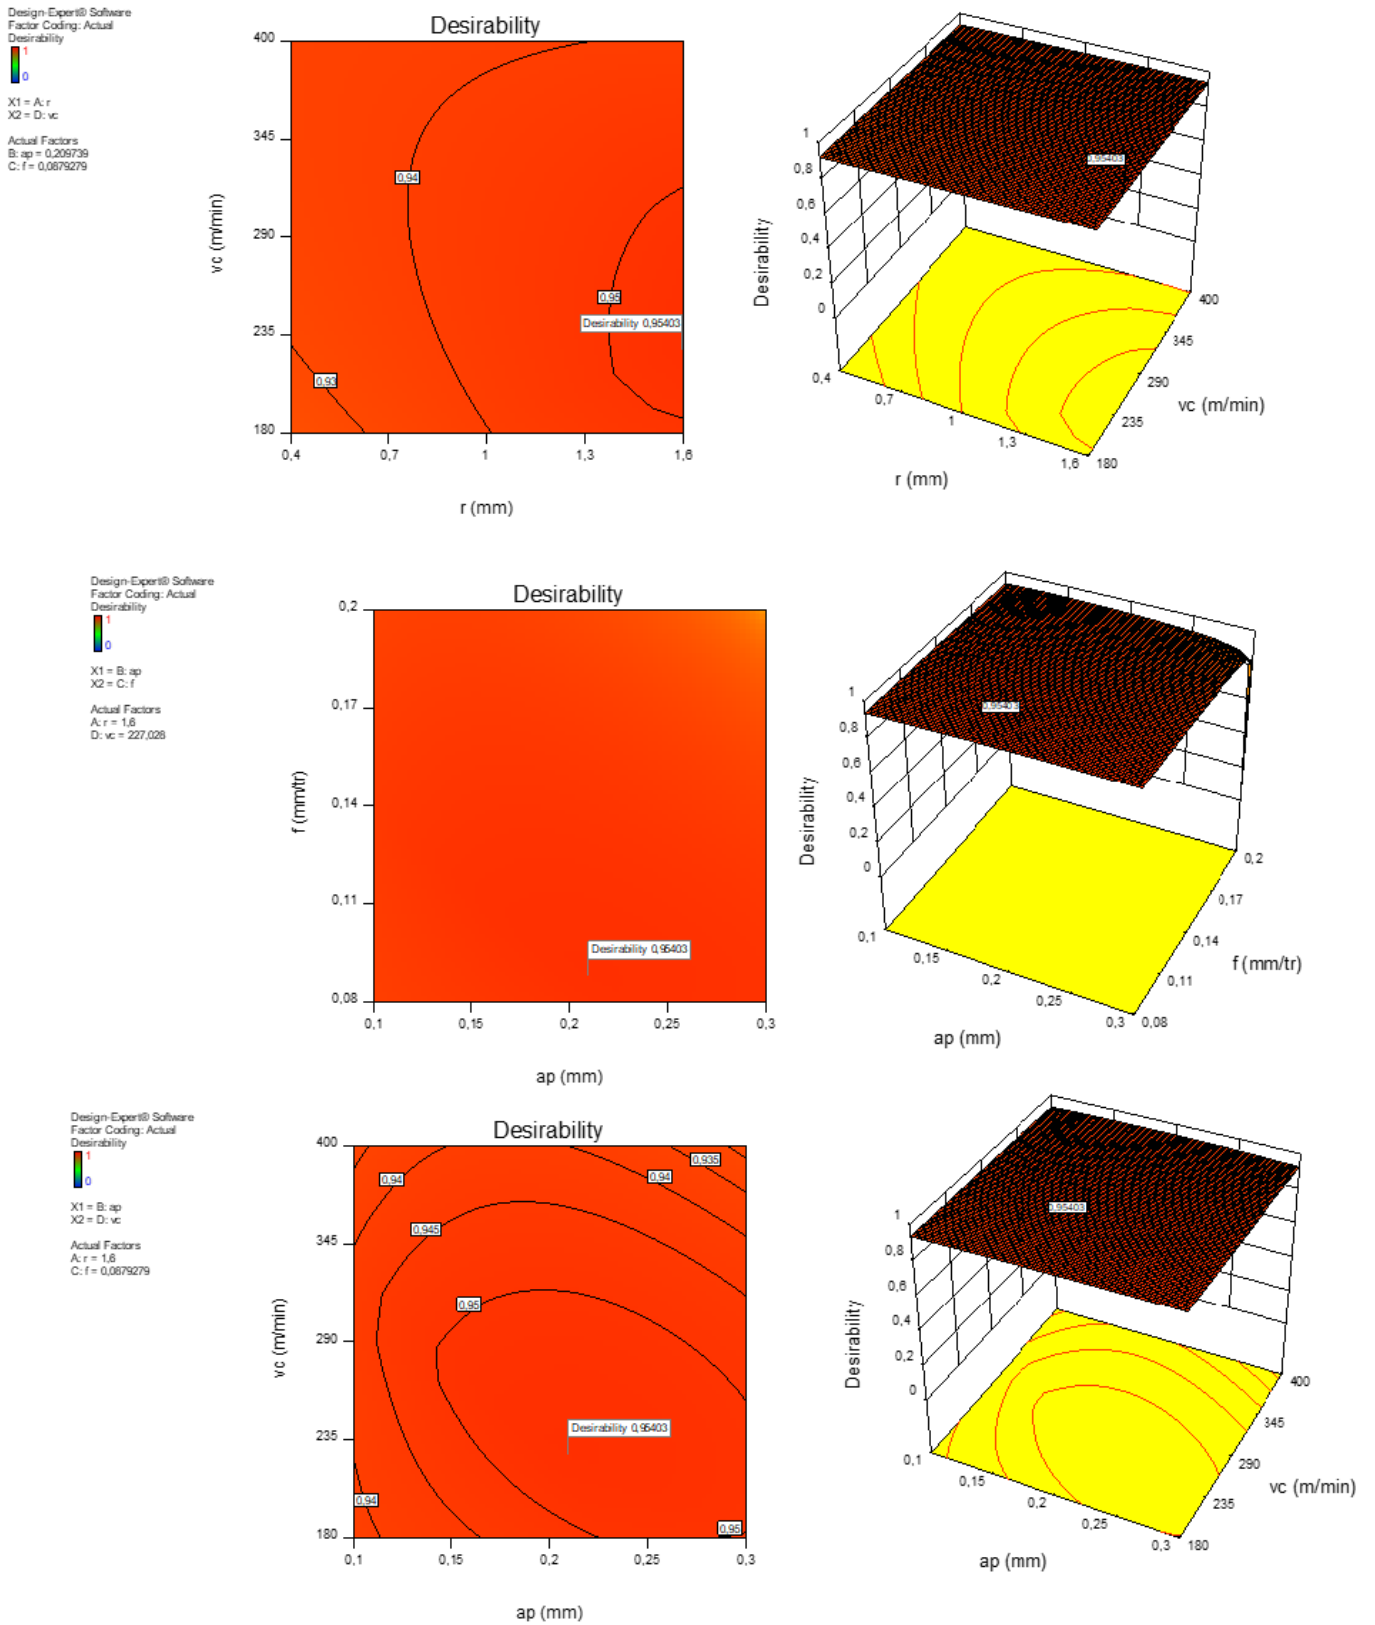 Design-Expert® Software
Factor Coding: Actual
Desirability
1
0
X1 = A: r
X2 = D: vc
Actual Factors
B: ap = 0,209739
C: f = 0,0879279
Desirability
400
345
290
235
180
vc (m/min)
0,94
0,95
Desirability 0,95403
0,93
0,4
0,7
1
1,3
1,6
r (mm)
1
0,8
0,6
0,4
0,2
0
Desirability
0,95403
400
345
290
235
180
vc (m/min)
0,4
0,7
1
1,3
1,6
r (mm)
Design-Expert® Software
Factor Coding: Actual
Desirability
1
0
X1 = B: ap
X2 = C: f
Actual Factors
A: r = 1,6
D: vc = 227,028
Desirability
0,2
0,17
0,14
0,11
0,08
f (mm/tr)
Desirability 0,95403
0,1
0,15
0,2
0,25
0,3
ap (mm)
1
0,8
0,6
0,4
0,2
0
Desirability
0,95403
0,2
0,17
0,14
0,11
0,08
f (mm/tr)
0,1
0,15
0,2
0,25
0,3
ap (mm)
Design-Expert® Software
Factor Coding: Actual
Desirability
1
0
X1 = B: ap
X2 = D: vc
Actual Factors
A: r = 1,6
C: f = 0,0879279
Desirability
400
345
290
235
180
vc (m/min)
0,935
0,94
0,94
0,945
0,95
Desirability 0,95403
0,94
0,95
0,1
0,15
0,2
0,25
0,3
ap (mm)
1
0,8
0,6
0,4
0,2
0
Desirability
0,95403
400
345
290
235
180
vc (m/min)
0,1
0,15
0,2
0,25
0,3
ap (mm)